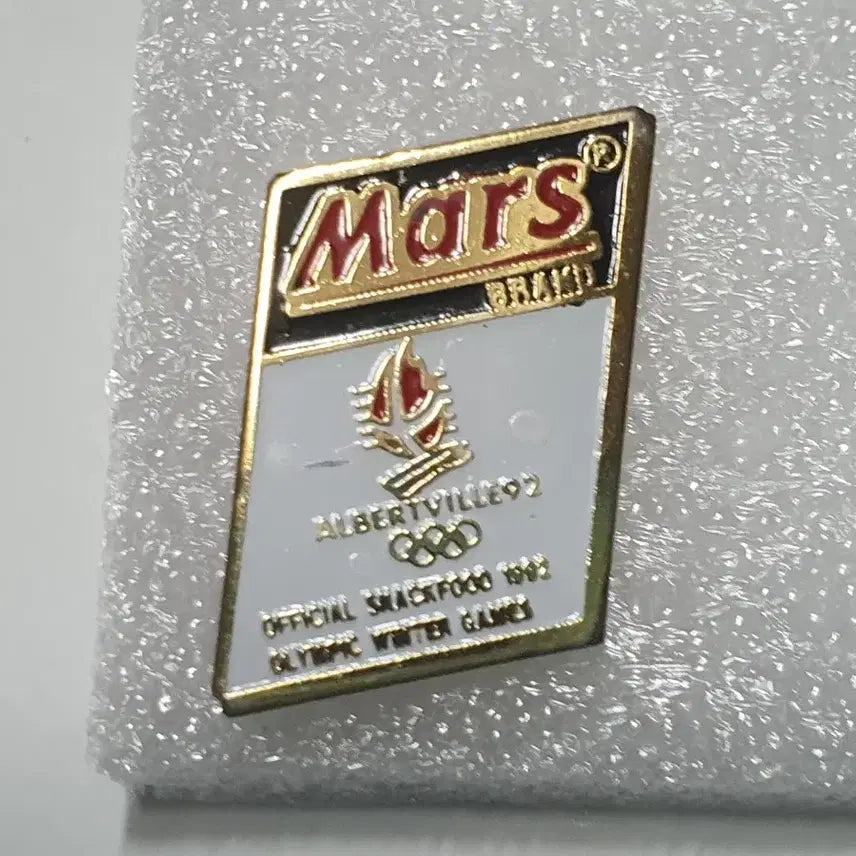 Mars®
BRAND
ALBERTVILLE92
OFFICIAL SNACKFOOD 1992
OLYMPIC WINTER GAMES